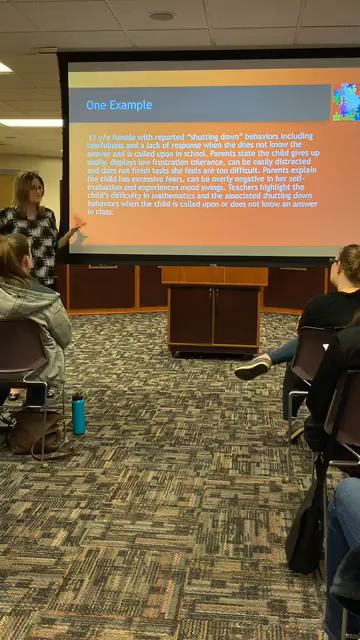 One Example
11 y/o female with reported "shutting down" behaviors including
tearfulness and a lack of response when she does not know the
answer and is called upon in school. Parents state the child gives up
easily, displays low frustration tolerance, can be easily distracted
and does not finish tasks she feels are too difficult. Parents explain
the child has excessive fears, can be overly negative in her self-
evaluation and experiences mood swings. Teachers highlight the
child's difficulty in mathematics and the associated shutting down
behaviors when the child is called upon or does not know an answer
in class.